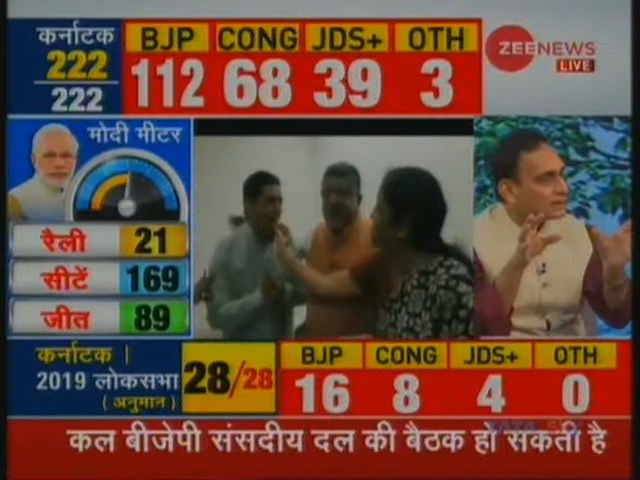 कर्नाटक
222
222
BJP CONG JDS+ OTH
112 68 39 3
ZEE NEWS
LIVE
मोदी मीटर
रैली 21
सीटें 169
जीत 89
कर्नाटक |
2019 लोकसभा
( अनुमान )
28/28
BJP CONG JDS+ OTH
16 8 4 0
कल बीजेपी संसदीय दल की बैठक हो सकता है